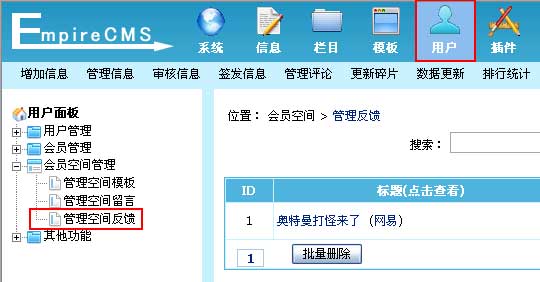 EmpireCMS
系统 信息 栏目 模板 用户 插件
增加信息 管理信息 审核信息 签发信息 管理评论 更新碎片 数据更新 排行统计
用户面板
用户管理
会员管理
会员空间管理
管理空间模板
管理空间留言
管理空间反馈
其他功能
位置： 会员空间 > 管理反馈
搜索：
ID 标题(点击查看)
1 奥特曼打怪来了 (网易)
1 批量删除